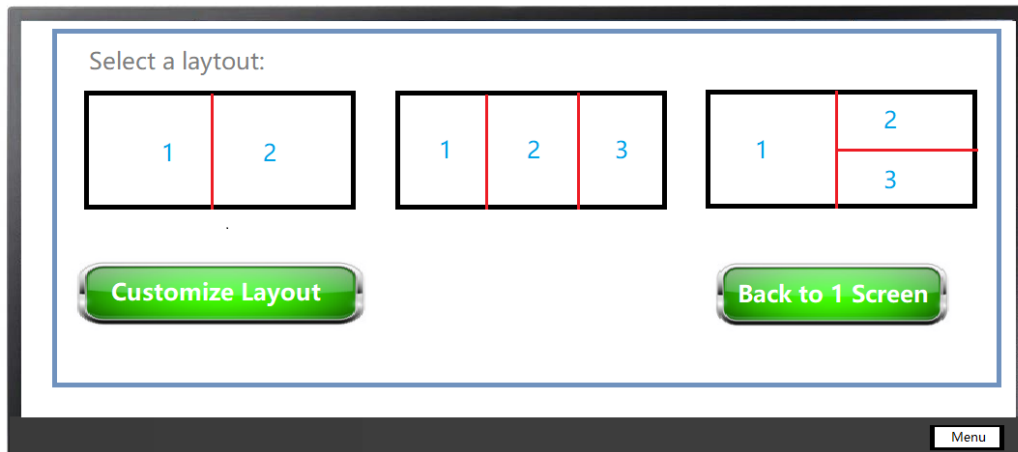 Select a laytout:
1 2
1 2 3
1 2
3
Customize Layout
Back to 1 Screen
Menu